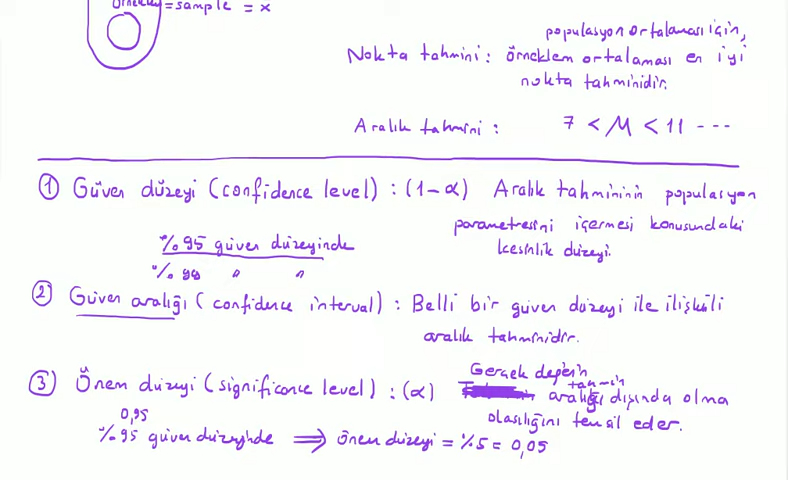 = sample = x
populasyon ortalaması için,
Nokta tahmini : örneklem ortalaması en iyi
nokta tahminidir.
Aralık tahmini : 7 < M < 11 ---
① Güven düzeyi (confidence level) : (1-α) Aralık tahmininin populasyon
parametresini içermesi konusundaki
kesinlik düzeyi.
%95 güven düzeyinde
%99 " "
② Güven aralığı (confidence interval) : Belli bir güven düzeyi ile ilişkili
aralık tahminidir.
③ Önem düzeyi (significance level) : (α) Gerçek değerin
tahmin
aralığı dışında olma
olasılığını temsil eder.
0,95
%95 güven düzeyinde ⇒ önem düzeyi = %5 = 0,05